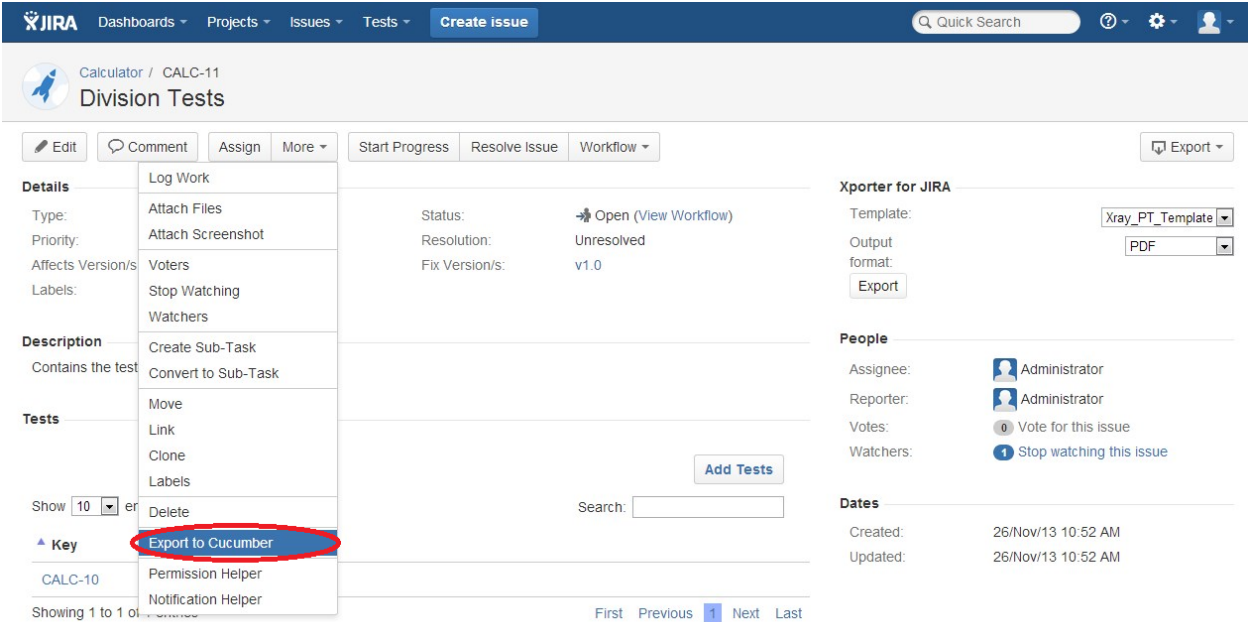 JIRA Dashboards Projects Issues Tests Create issue Quick Search
Calculator / CALC-11
Division Tests
Edit Comment Assign More Start Progress Resolve Issue Workflow Export
Log Work
Attach Files
Attach Screenshot
Voters
Stop Watching
Watchers
Create Sub-Task
Convert to Sub-Task
Move
Link
Clone
Labels
Delete
Export to Cucumber
Permission Helper
Notification Helper
Details
Type:
Priority:
Affects Version/s
Labels:
Status: Open (View Workflow)
Resolution: Unresolved
Fix Version/s: v1.0
Description
Contains the test
Tests
Add Tests
Show 10
Search:
Key
CALC-10
Showing 1 to 1
First Previous 1 Next Last
Xporter for JIRA
Template: Xray_PT_Template
Output
format:
PDF
Export
People
Assignee: Administrator
Reporter: Administrator
Votes: 0 Vote for this issue
Watchers: 1 Stop watching this issue
Dates
Created: 26/Nov/13 10:52 AM
Updated: 26/Nov/13 10:52 AM